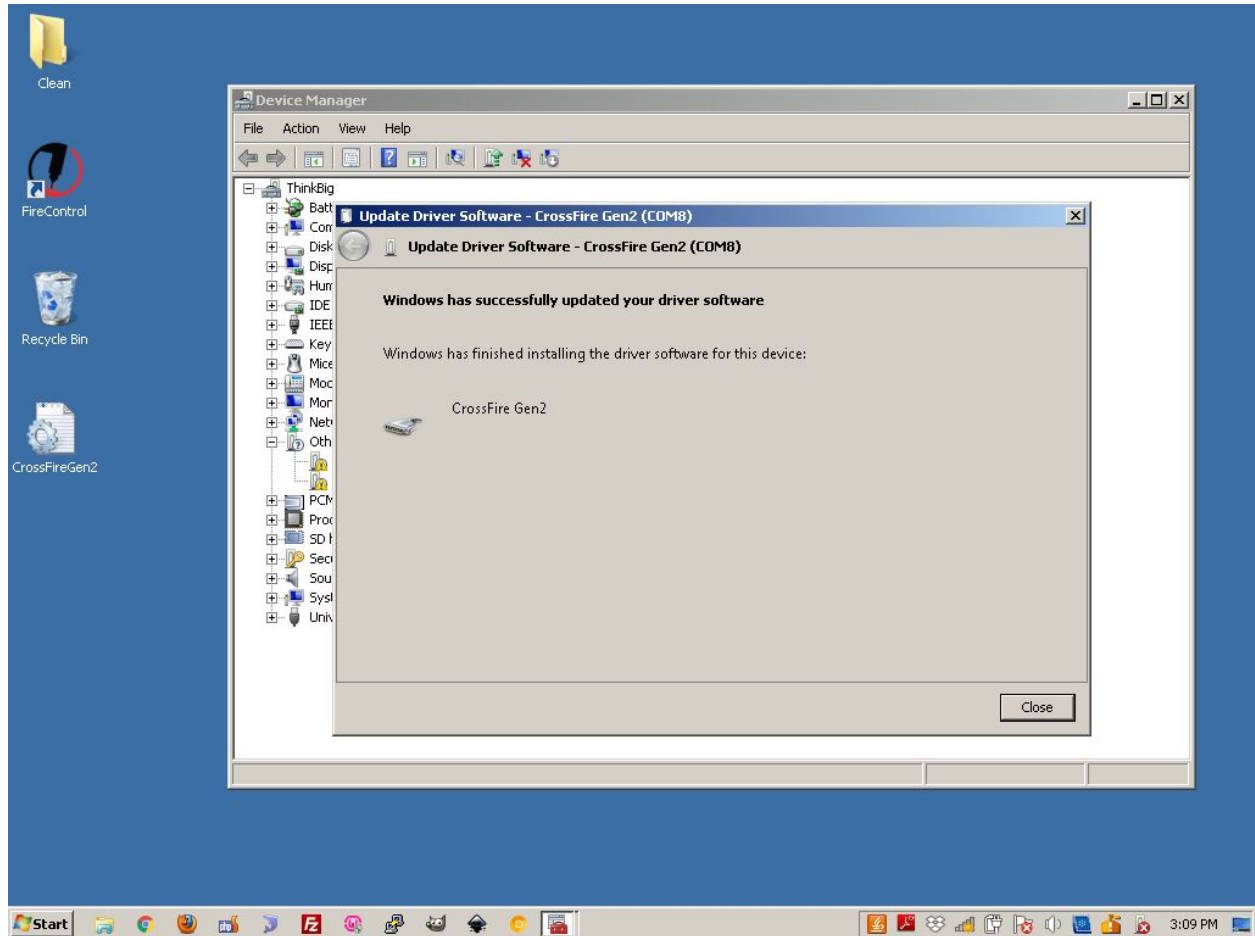 Clean
FireControl
Recycle Bin
CrossFireGen2
Device Manager
File Action View Help
ThinkBig
Batt
Com
Disk
Disp
Hum
IDE
IEEE
Key
Mice
Mod
Mon
Net
Oth
PCM
Proc
SD H
Secu
Sou
Syst
Univ
Update Driver Software - CrossFire Gen2 (COM8)
Update Driver Software - CrossFire Gen2 (COM8)
Windows has successfully updated your driver software
Windows has finished installing the driver software for this device:
CrossFire Gen2
Close
Start
3:09 PM